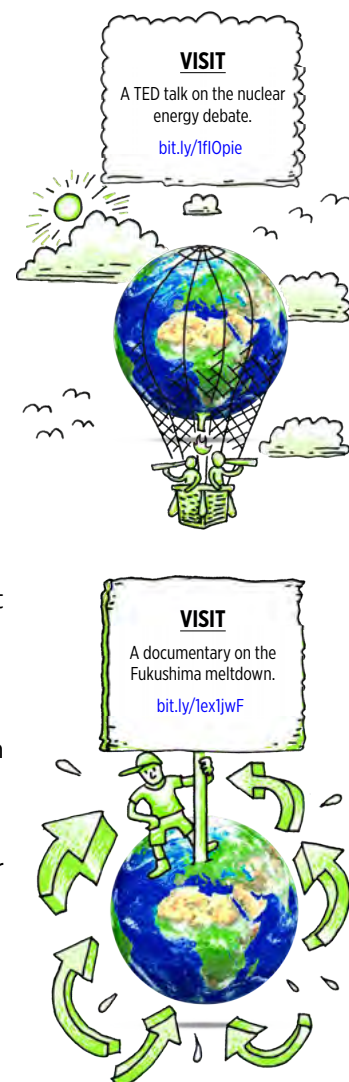 VISIT
A TED talk on the nuclear
energy debate.
bit.ly/1flOpie
t
VISIT
A documentary on the
Fukushima meltdown.
bit.ly/1ex1jwF